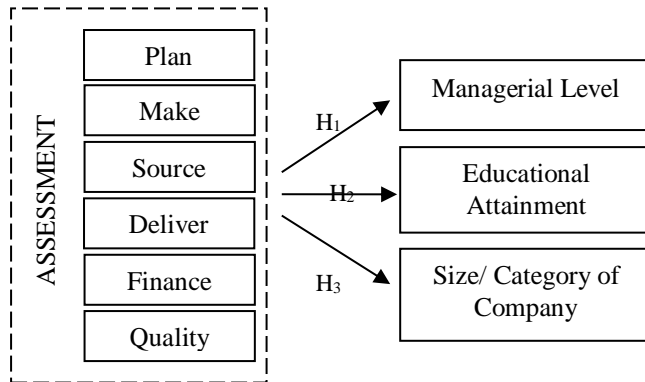 ASSESSMENT
Plan
Make
Source
Deliver
Finance
Quality
H₁
H₂
H₃
Managerial Level
Educational
Attainment
Size/ Category of
Company